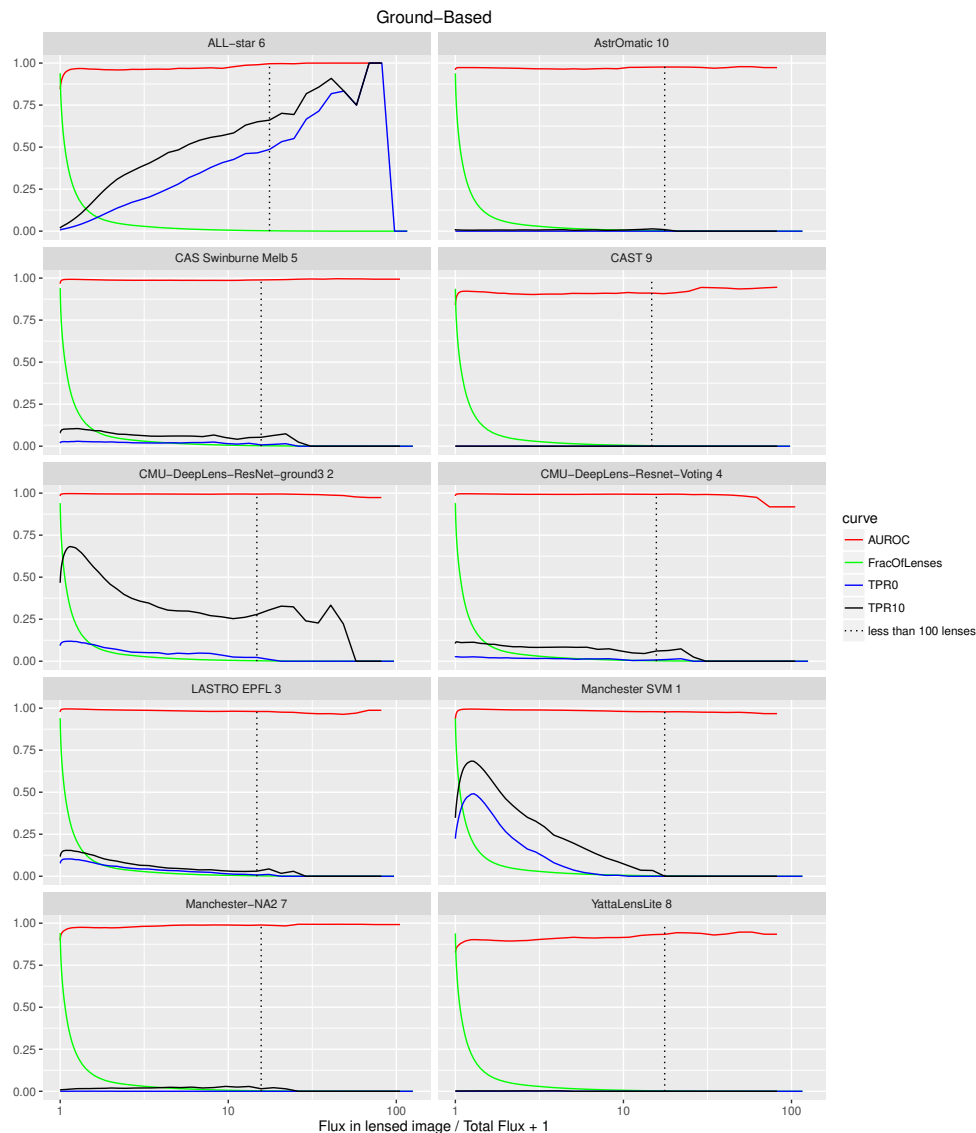 Ground−Based
ALL−star 6
AstrOmatic 10
1.00
0.75
0.50
0.25
0.00
CAS Swinburne Melb 5
CAST 9
1.00
0.75
0.50
0.25
0.00
CMU−DeepLens−ResNet−ground3 2
CMU−DeepLens−Resnet−Voting 4
1.00
0.75
0.50
0.25
0.00
curve
AUROC
FracOfLenses
TPR0
TPR10
less than 100 lenses
LASTRO EPFL 3
Manchester SVM 1
1.00
0.75
0.50
0.25
0.00
Manchester−NA2 7
YattaLensLite 8
1.00
0.75
0.50
0.25
0.00
1 10 100 1 10 100
Flux in lensed image / Total Flux + 1